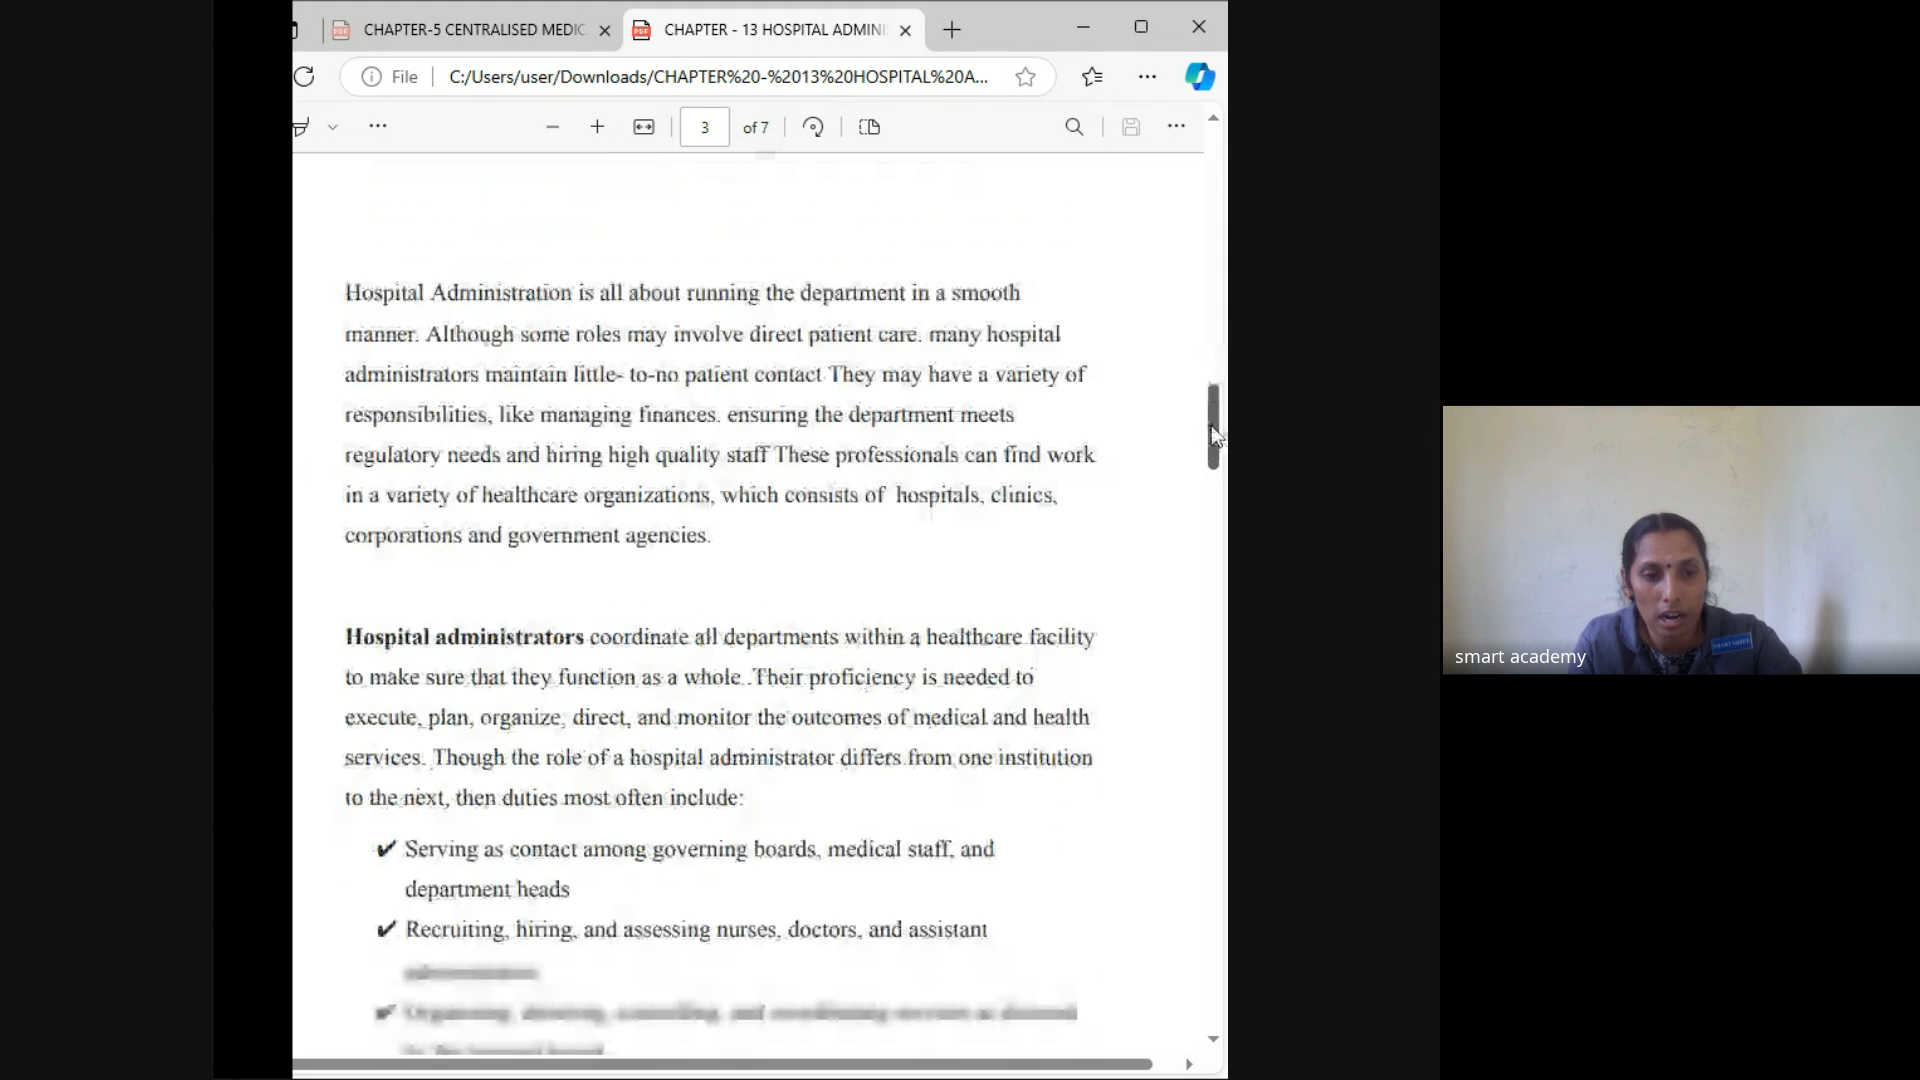 CHAPTER-5 CENTRALISED MEDIC
CHAPTER - 13 HOSPITAL ADMINI
File
C:/Users/user/Downloads/CHAPTER%20-%2013%20HOSPITAL%20A...
3 of 7
Hospital Administration is all about running the department in a smooth
manner. Although some roles may involve direct patient care. many hospital
administrators maintain little- to-no patient contact They may have a variety of
responsibilities, like managing finances. ensuring the department meets
regulatory needs and hiring high quality staff These professionals can find work
in a variety of healthcare organizations, which consists of hospitals, clinics,
corporations and government agencies.
Hospital administrators coordinate all departments within a healthcare facility
to make sure that they function as a whole .Their proficiency is needed to
execute, plan, organize, direct, and monitor the outcomes of medical and health
services. Though the role of a hospital administrator differs from one institution
to the next, then duties most often include:
✔ Serving as contact among governing boards, medical staff, and
department heads
✔ Recruiting, hiring, and assessing nurses, doctors, and assistant
smart academy